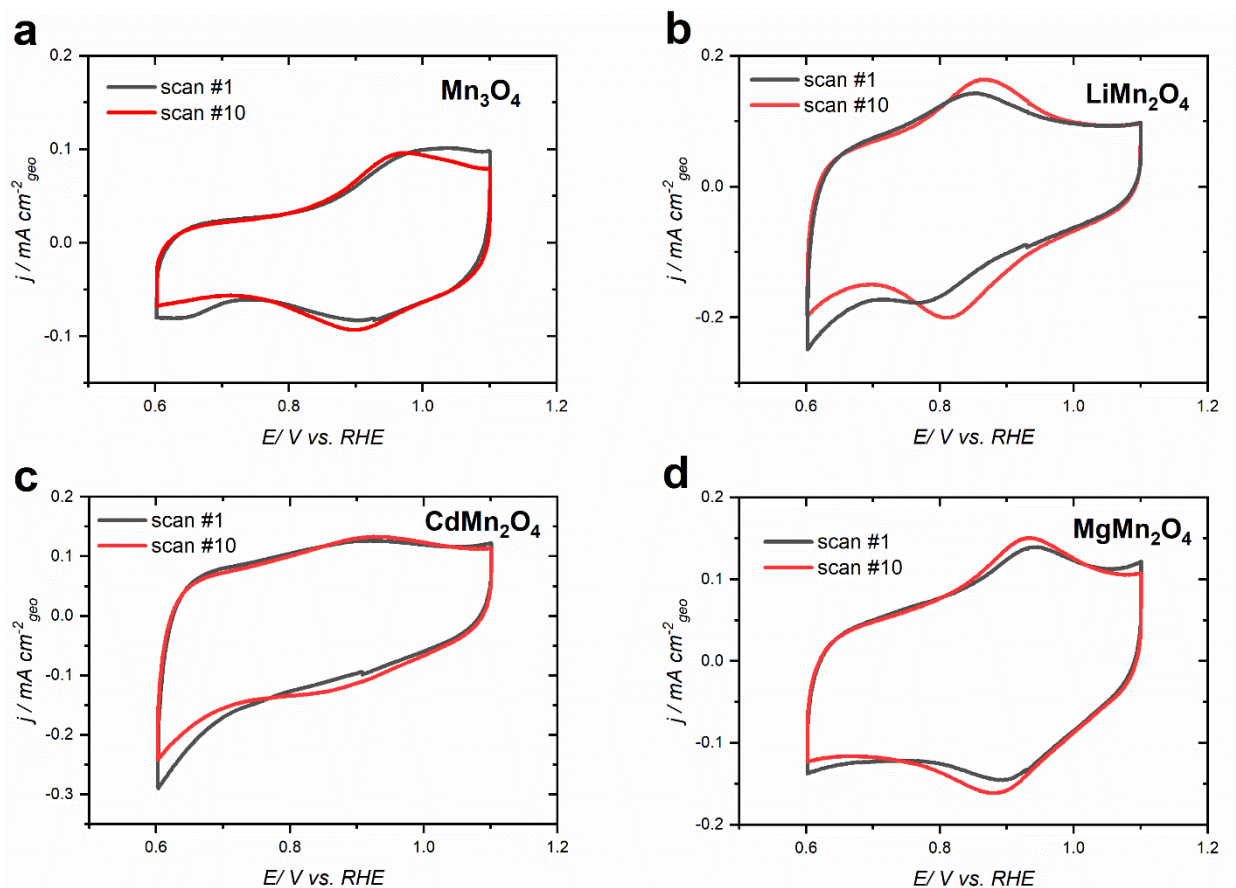 a
0.2
0.1
0.0
-0.1
j / mA cm⁻²geo
scan #1
scan #10
Mn₃O₄
0.6
0.8
1.0
1.2
E/ V vs. RHE
b
0.2
0.0
-0.2
j / mA cm⁻²geo
scan #1
scan #10
LiMn₂O₄
0.6
0.8
1.0
1.2
E/ V vs. RHE
c
0.2
0.1
0.0
-0.1
-0.2
-0.3
j / mA cm⁻²geo
scan #1
scan #10
CdMn₂O₄
0.6
0.8
1.0
1.2
E/ V vs. RHE
d
0.2
0.1
0.0
-0.1
-0.2
j / mA cm⁻²geo
scan #1
scan #10
MgMn₂O₄
0.6
0.8
1.0
1.2
E/ V vs. RHE